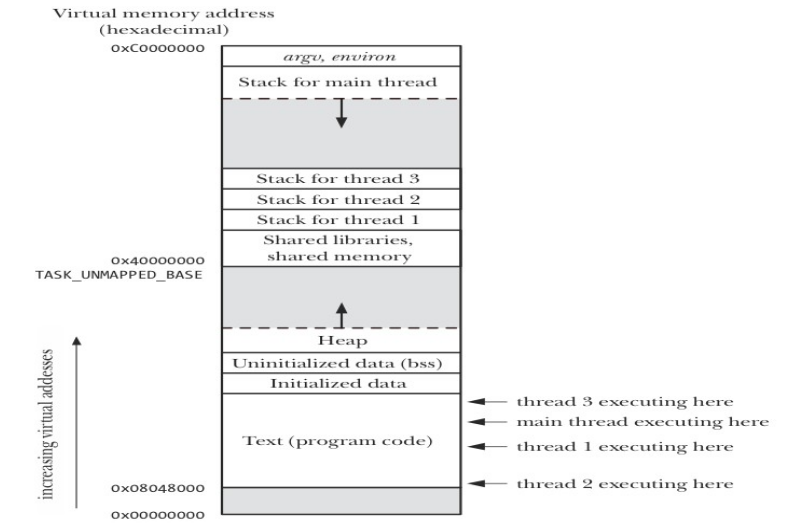 Virtual memory address
(hexadecimal)
0xC0000000
argv, environ
Stack for main thread
Stack for thread 3
Stack for thread 2
Stack for thread 1
Shared libraries,
shared memory
0x40000000
TASK_UNMAPPED_BASE
Heap
Uninitialized data (bss)
Initialized data
thread 3 executing here
main thread executing here
Text (program code)
thread 1 executing here
thread 2 executing here
0x08048000
0x00000000
increasing virtual addesses